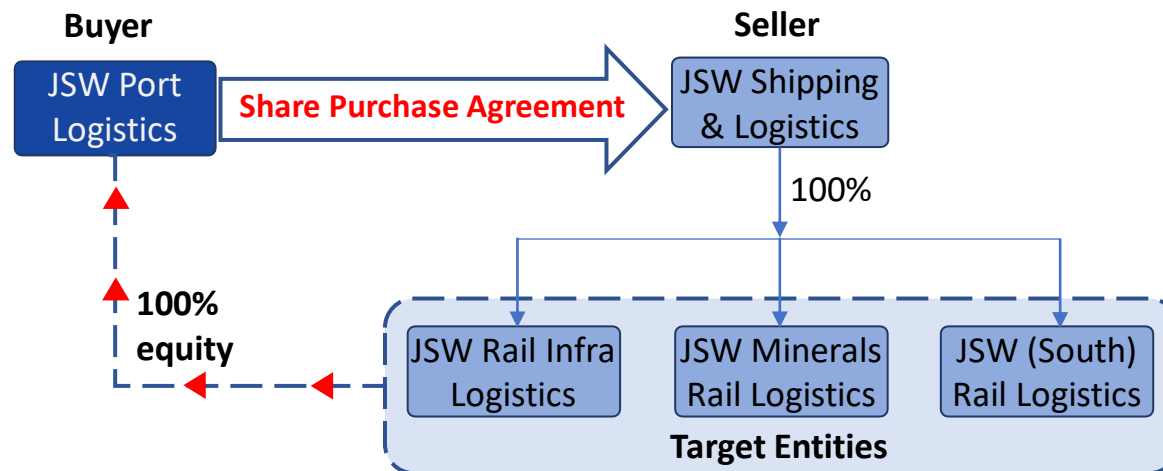 Buyer
Seller
JSW Port
Logistics
Share Purchase Agreement
JSW Shipping
& Logistics
100%
100%
equity
JSW Rail Infra
Logistics
JSW Minerals
Rail Logistics
JSW (South)
Rail Logistics
Target Entities